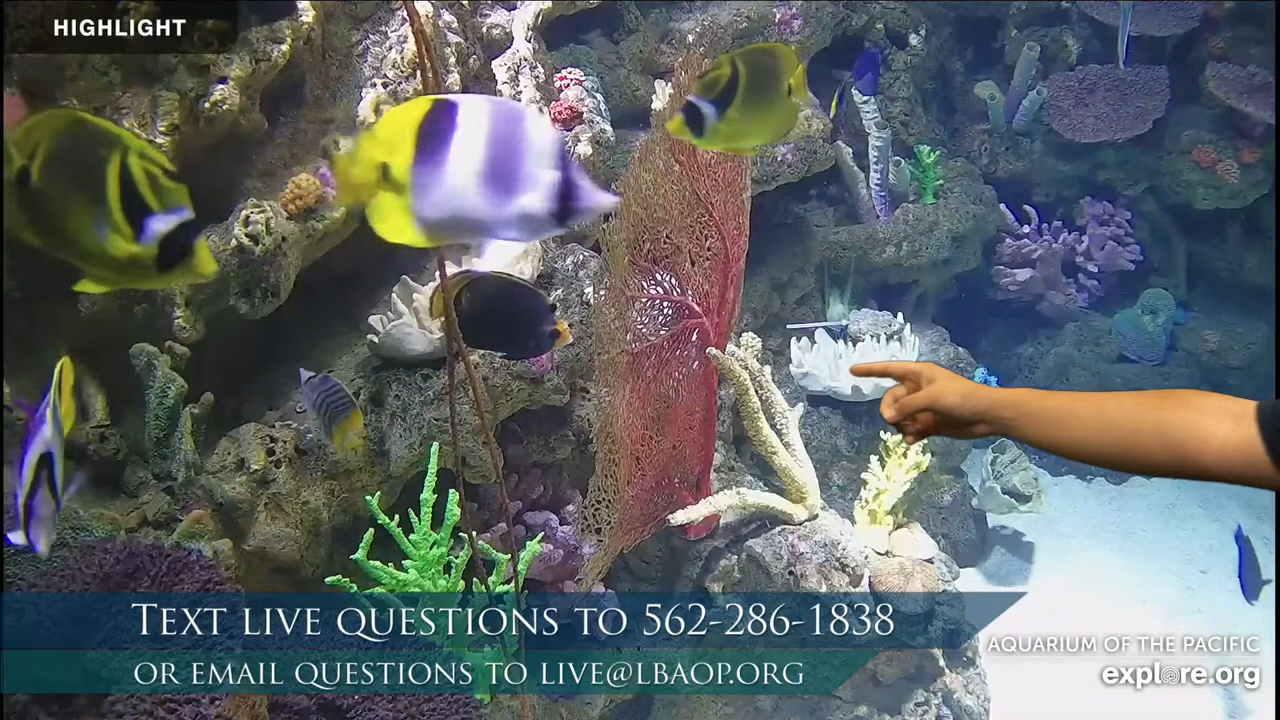 HIGHLIGHT
TEXT LIVE QUESTIONS TO 562-286-1838
OR EMAIL QUESTIONS TO LIVE@LBAOP.ORG
AQUARIUM OF THE PACIFIC
explore.org